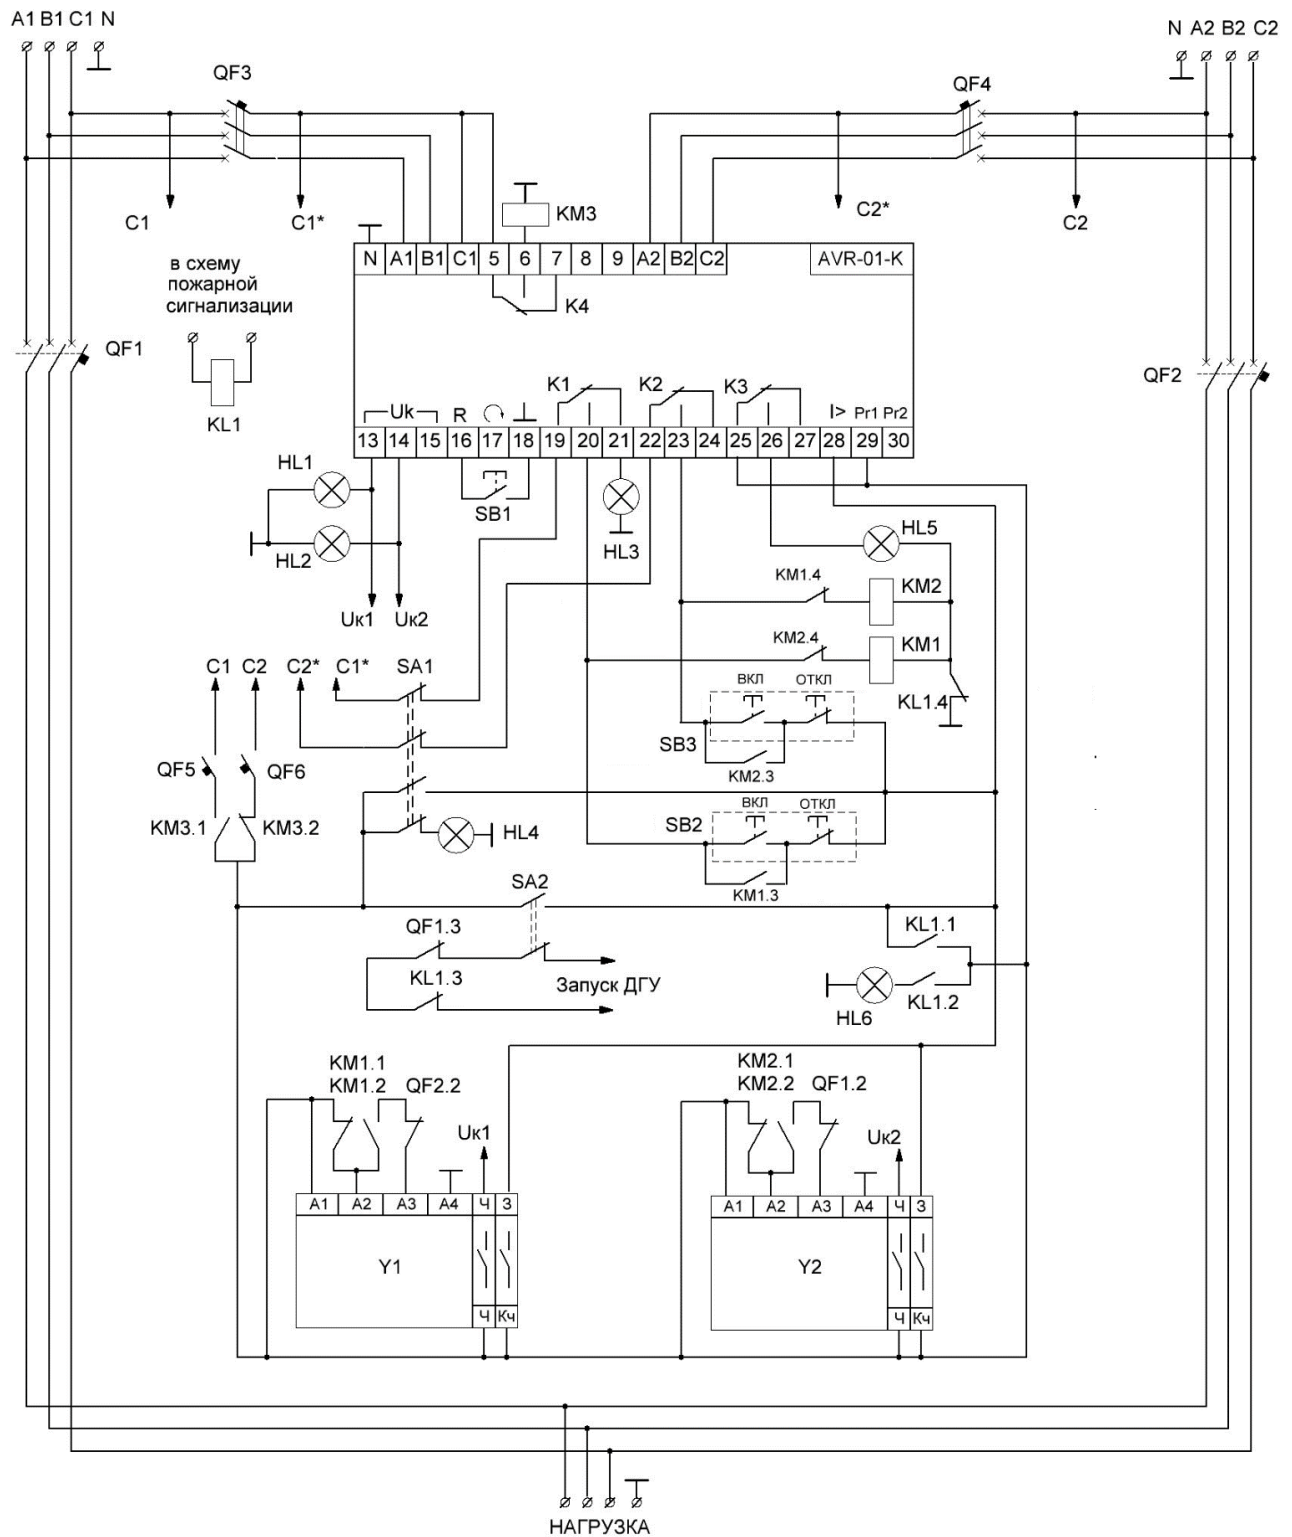 A1 B1 C1 N
N A2 B2 C2
QF3
QF4
C1
C1*
KM3
C2*
C2
N A1 B1 C1 5 6 7 8 9 A2 B2 C2
AVR-01-K
K4
в схему
пожарной
сигнализации
QF1
KL1
QF2
K1
K2
K3
Uk
R
I> Pr1 Pr2
13 14 15 16 17 18 19 20 21 22 23 24 25 26 27 28 29 30
HL1
SB1
HL2
HL3
HL5
KM1.4
KM2
Uк1
Uк2
KM2.4
KM1
C1 C2 C2* C1* SA1
ВКЛ ОТКЛ
KL1.4
SB3
QF5
QF6
KM2.3
ВКЛ ОТКЛ
KM3.1
KM3.2
HL4
SB2
SA2
KM1.3
QF1.3
KL1.1
KL1.3
Запуск ДГУ
KL1.2
HL6
KM1.1
KM1.2 QF2.2
KM2.1
KM2.2 QF1.2
Uк1
Uк2
A1 A2 A3 A4 Ч З
A1 A2 A3 A4 Ч З
Y1
Y2
Ч Кч
Ч Кч
НАГРУЗКА